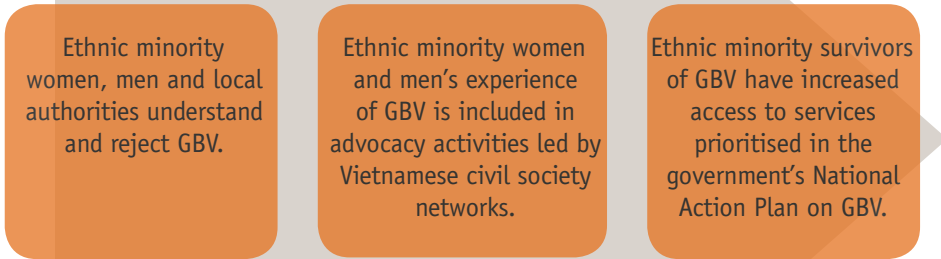 Ethnic minority
women, men and local
authorities understand
and reject GBV.
Ethnic minority women
and men’s experience
of GBV is included in
advocacy activities led by
Vietnamese civil society
networks.
Ethnic minority survivors
of GBV have increased
access to services
prioritised in the
government’s National
Action Plan on GBV.